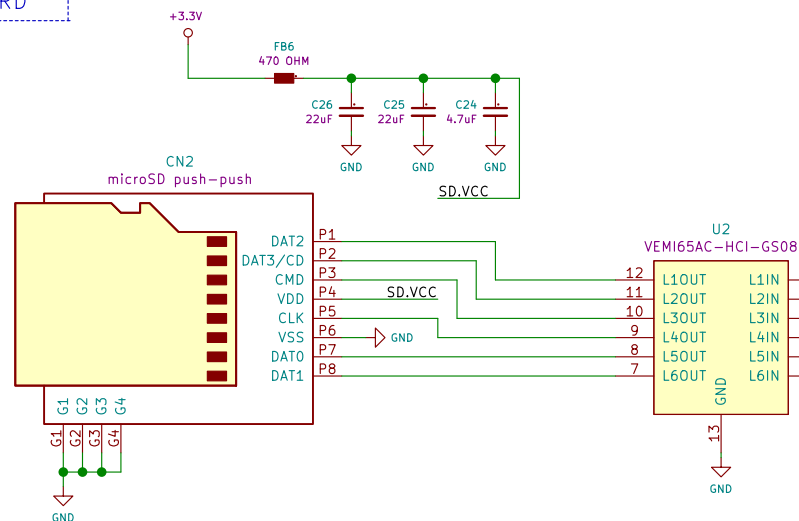 +3.3V
FB6
470 OHM
C26
22uF
C25
22uF
C24
4.7uF
GND
GND
GND
SD.VCC
CN2
microSD push-push
DAT2 P1
DAT3/CD P2
CMD P3
VDD P4 SD.VCC
CLK P5
VSS P6 GND
DAT0 P7
DAT1 P8
G1 G2 G3 G4
G1 G2 G3 G4
GND
U2
VEMI65AC-HCI-GS08
12 L1OUT L1IN
11 L2OUT L2IN
10 L3OUT L3IN
9 L4OUT L4IN
8 L5OUT L5IN
7 L6OUT L6IN
GND
13
GND